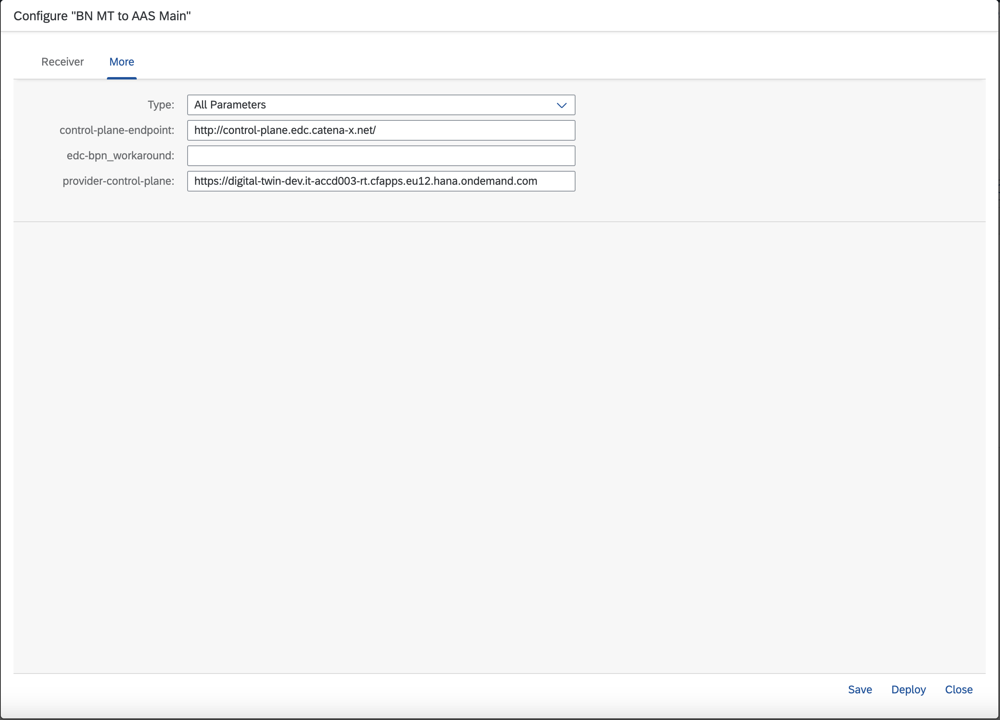 Configure "BN MT to AAS Main"
Receiver More
Type: All Parameters
control-plane-endpoint: http://control-plane.edc.catena-x.net/
edc-bpn_workaround:
provider-control-plane: https://digital-twin-dev.it-accd003-rt.cfapps.eu12.hana.ondemand.com
Save Deploy Close